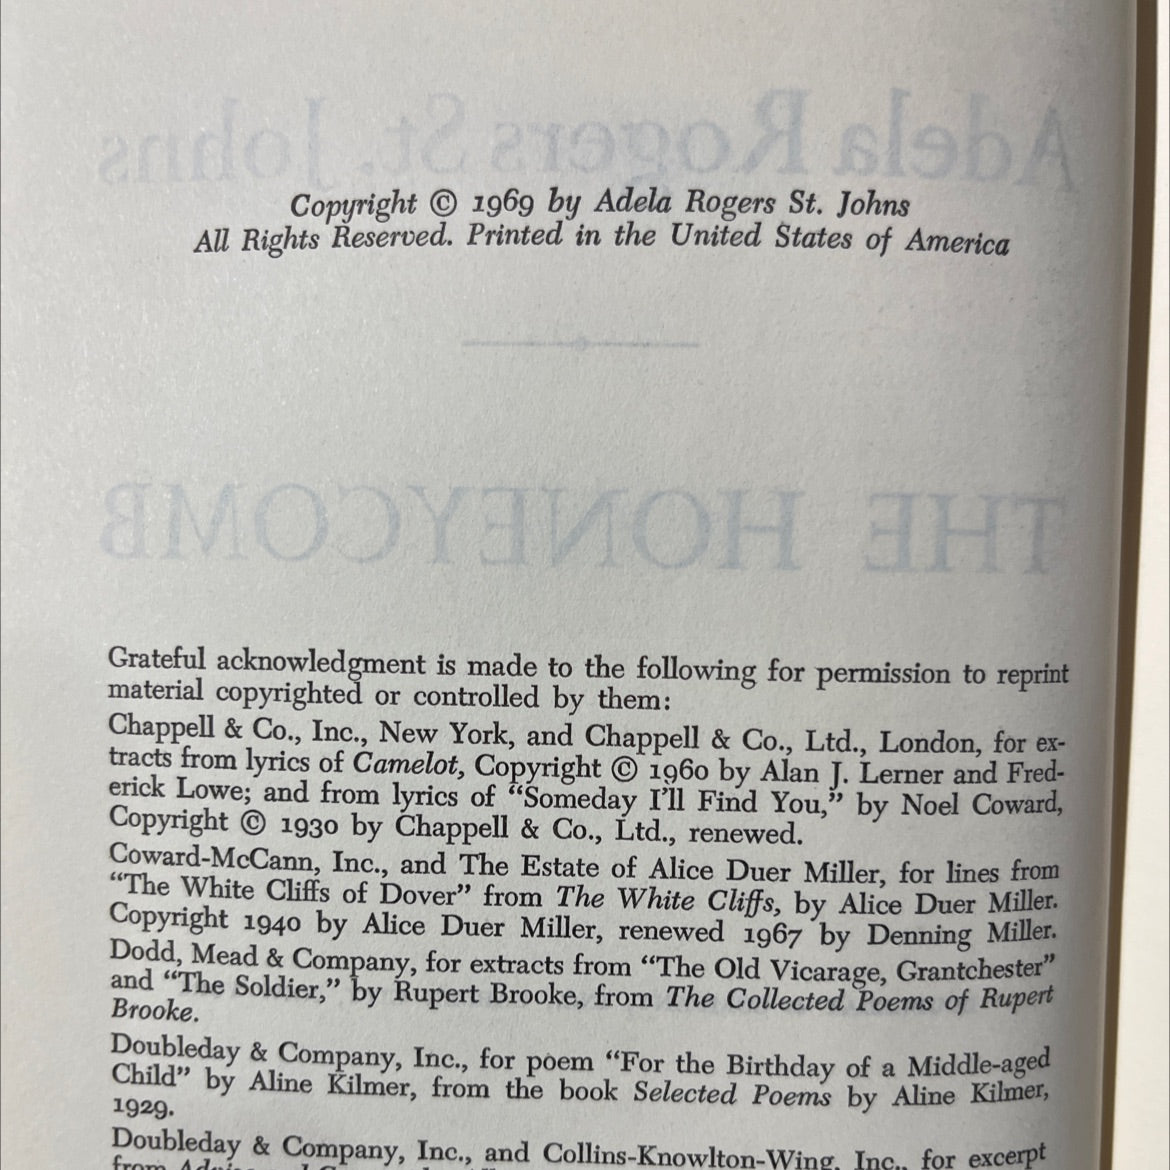 Adela Rogers St. Johns
Copyright © 1969 by Adela Rogers St. Johns
All Rights Reserved. Printed in the United States of America
THE HONEYCOMB
Grateful acknowledgment is made to the following for permission to reprint
material copyrighted or controlled by them:
Chappell & Co., Inc., New York, and Chappell & Co., Ltd., London, for ex-
tracts from lyrics of Camelot, Copyright © 1960 by Alan J. Lerner and Fred-
erick Lowe; and from lyrics of “Someday I’ll Find You,” by Noel Coward,
Copyright © 1930 by Chappell & Co., Ltd., renewed.
Coward-McCann, Inc., and The Estate of Alice Duer Miller, for lines from
“The White Cliffs of Dover” from The White Cliffs, by Alice Duer Miller.
Copyright 1940 by Alice Duer Miller, renewed 1967 by Denning Miller.
Dodd, Mead & Company, for extracts from “The Old Vicarage, Grantchester”
and “The Soldier,” by Rupert Brooke, from The Collected Poems of Rupert
Brooke.
Doubleday & Company, Inc., for poem “For the Birthday of a Middle-aged
Child” by Aline Kilmer, from the book Selected Poems by Aline Kilmer,
1929.
Doubleday & Company, Inc., and Collins-Knowlton-Wing, Inc., for excerpt
from